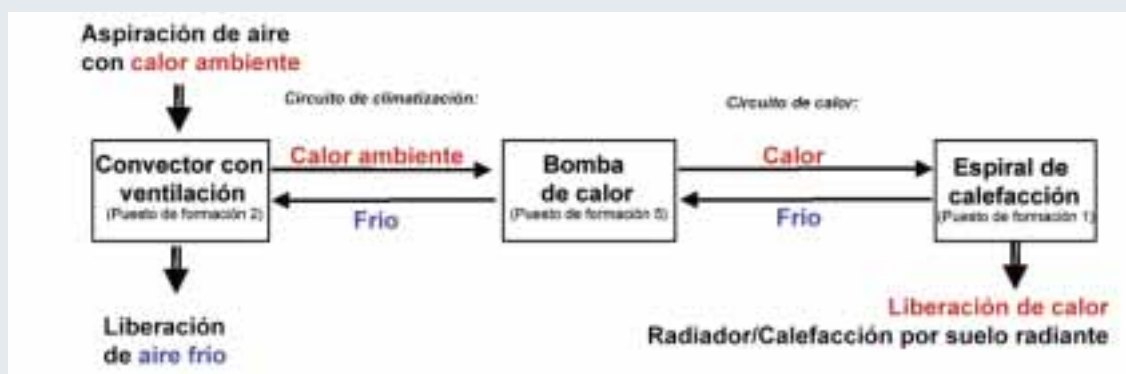 Aspiración de aire
con calor ambiente
Circuito de climatización:
Circuito de calor:
Convector con
ventilación
(Puesto de formación 2)
Calor ambiente
Frío
Bomba
de calor
(Puesto de formación 5)
Calor
Frío
Espiral de
calefacción
(Puesto de formación 1)
Liberación
de aire frío
Liberación de calor
Radiador/Calefacción por suelo radiante